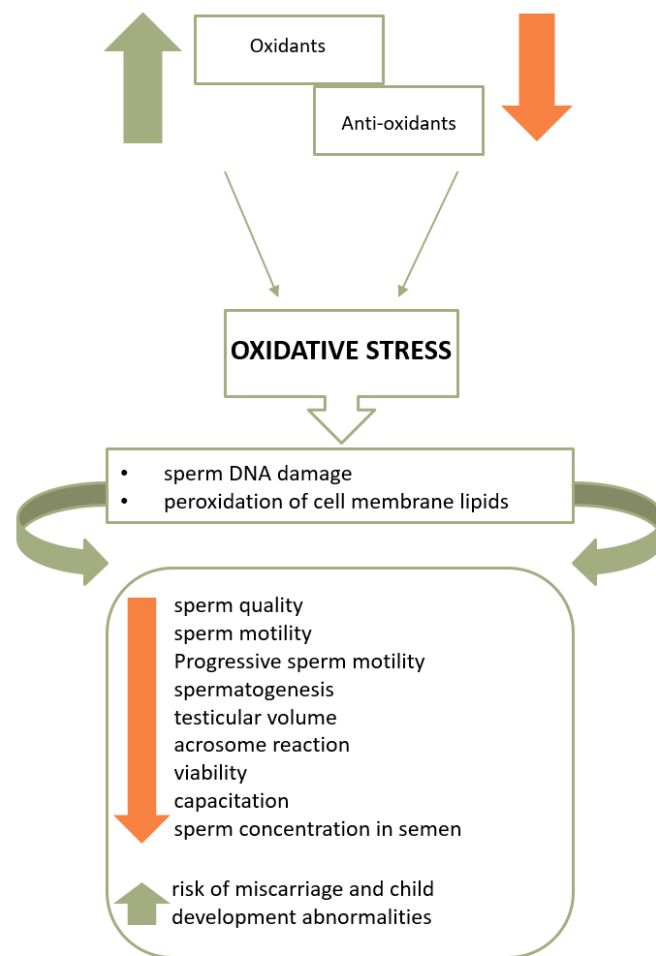 Oxidants
Anti-oxidants
OXIDATIVE STRESS
• sperm DNA damage
• peroxidation of cell membrane lipids
sperm quality
sperm motility
Progressive sperm motility
spermatogenesis
testicular volume
acrosome reaction
viability
capacitation
sperm concentration in semen
risk of miscarriage and child
development abnormalities